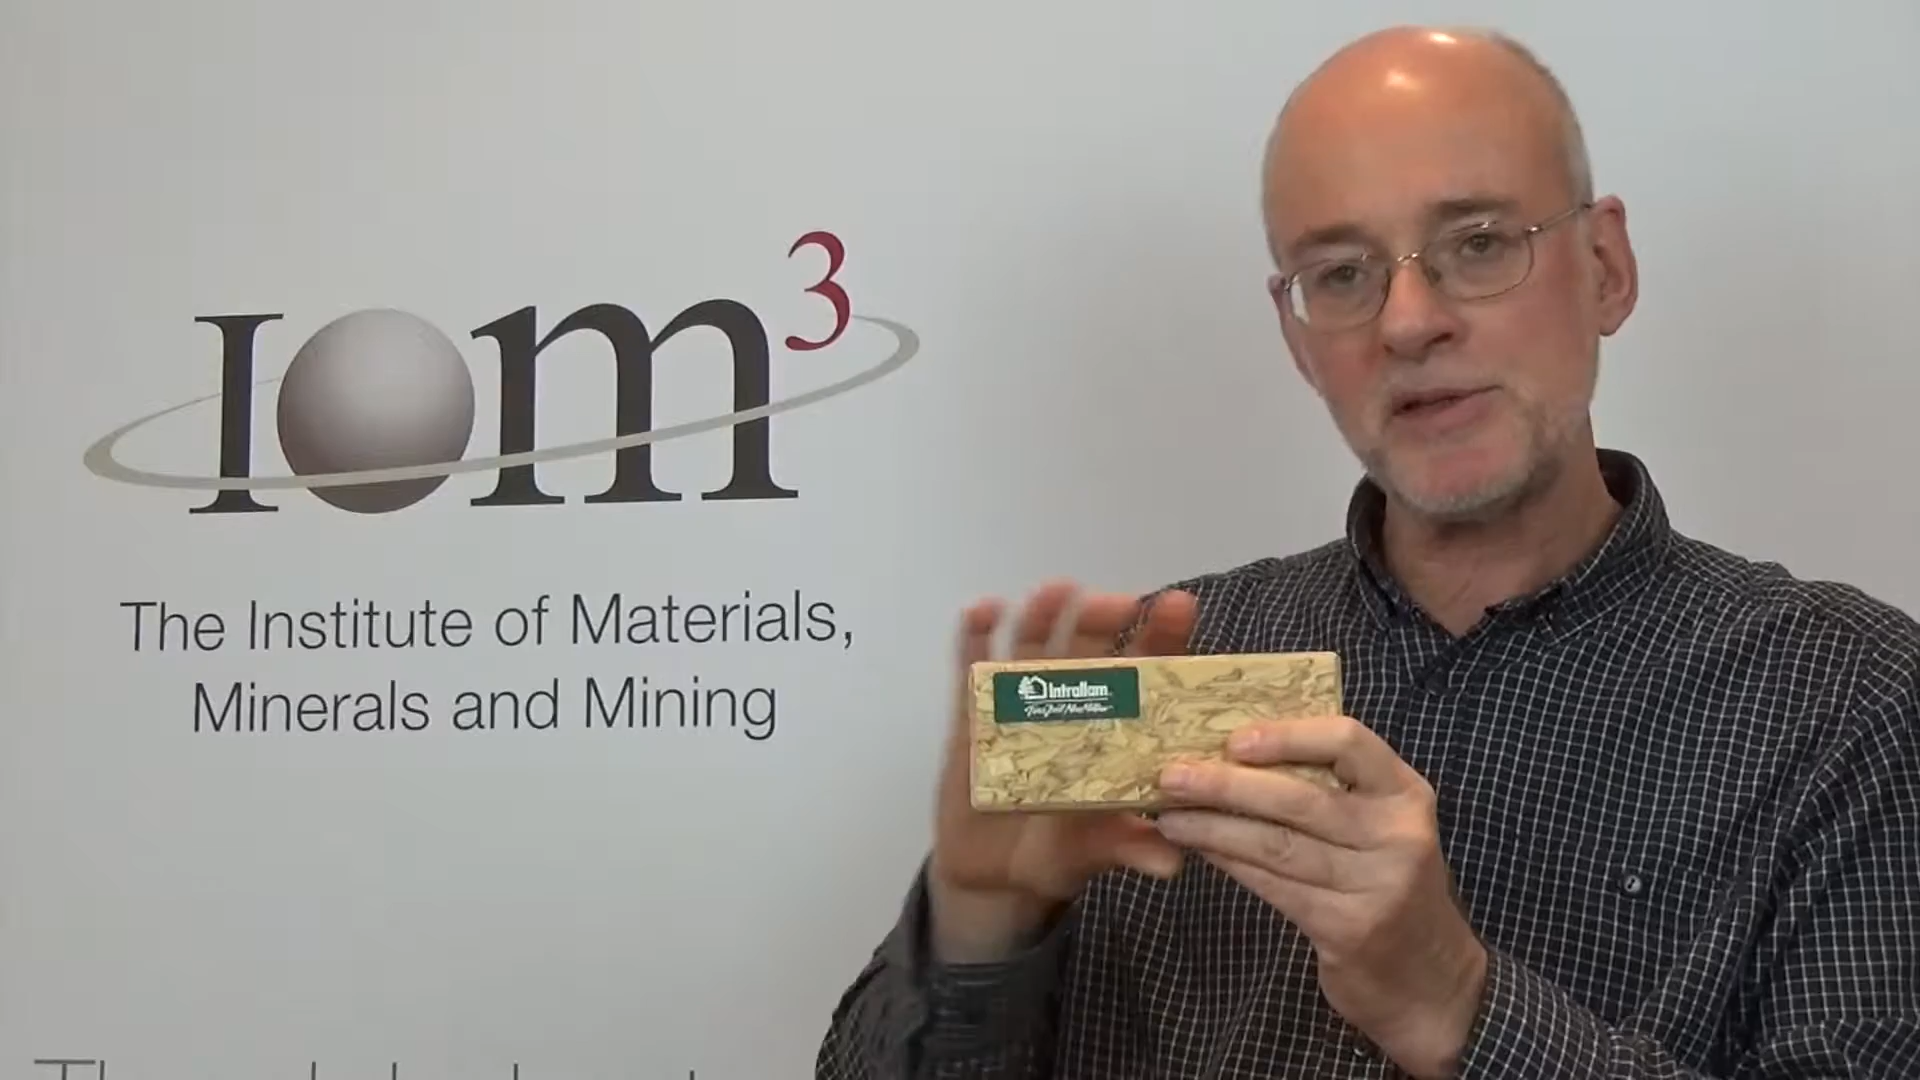 IOM3
The Institute of Materials,
Minerals and Mining
Intrallam